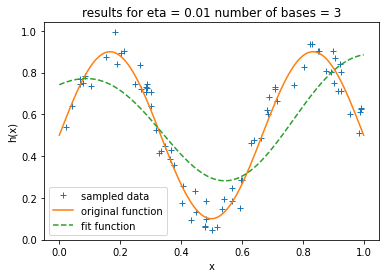 results for eta = 0.01 number of bases = 3
h(x)
1.0
0.8
0.6
0.4
0.2
0.0
sampled data
original function
fit function
0.0 0.2 0.4 0.6 0.8 1.0
x